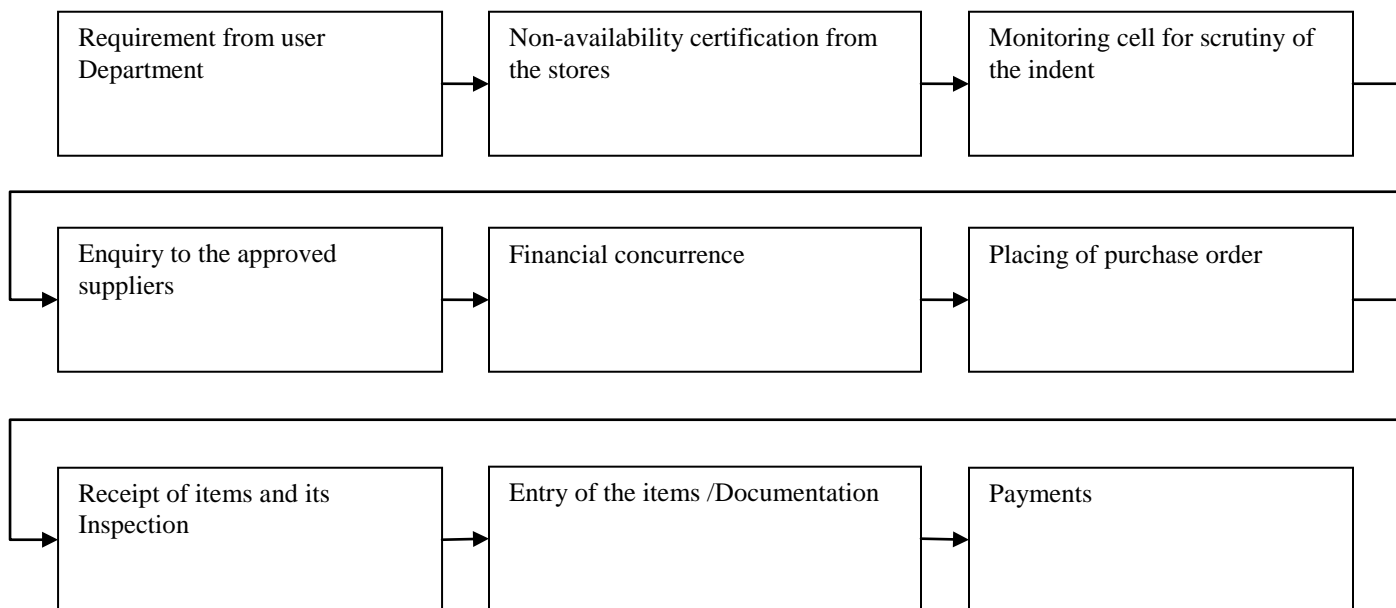 Requirement from user
Department
Non-availability certification from
the stores
Monitoring cell for scrutiny of
the indent
Enquiry to the approved
suppliers
Financial concurrence
Placing of purchase order
Receipt of items and its
Inspection
Entry of the items /Documentation
Payments